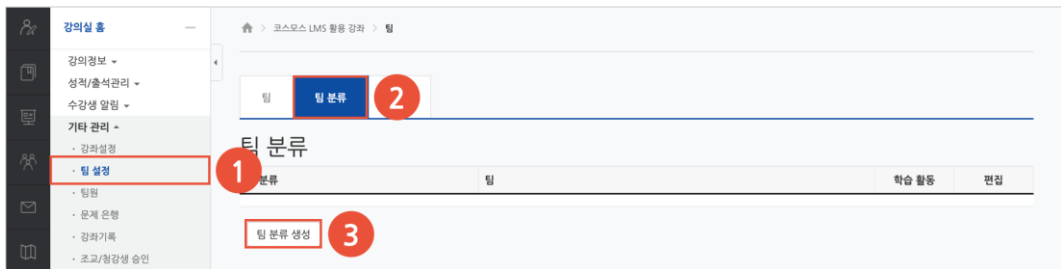 강의실 홈
강의정보
성적/출석관리
수강생 알림
기타 관리
· 강좌설정
· 팀 설정
· 팀원
· 문제 은행
· 강좌기록
· 조교/청강생 승인
1
> 코스모스 LMS 활용 강좌 > 팀
팀 팀 분류 2
팀 분류
분류 팀 학습 활동 편집
팀 분류 생성 3